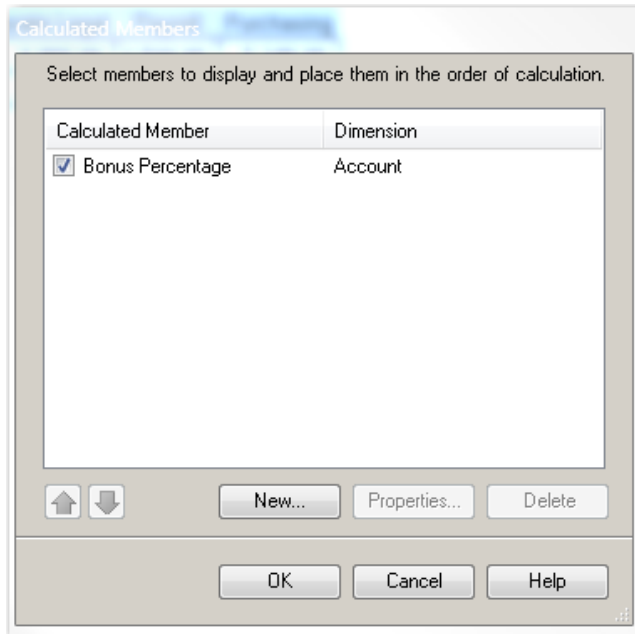 Calculated Members
Select members to display and place them in the order of calculation.
Calculated Member Dimension
Bonus Percentage Account
New... Properties... Delete
OK Cancel Help